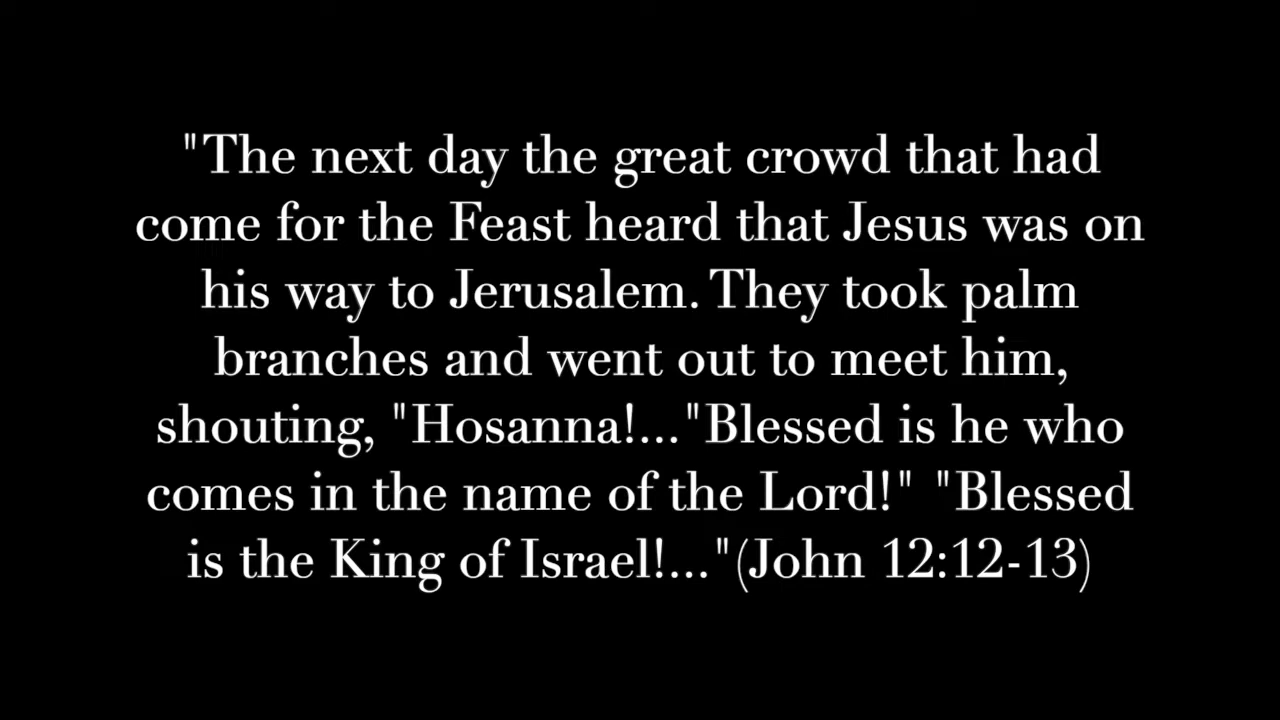 "The next day the great crowd that had
come for the Feast heard that Jesus was on
his way to Jerusalem. They took palm
branches and went out to meet him,
shouting, "Hosanna!..."Blessed is he who
comes in the name of the Lord!" "Blessed
is the King of Israel!..."(John 12:12-13)